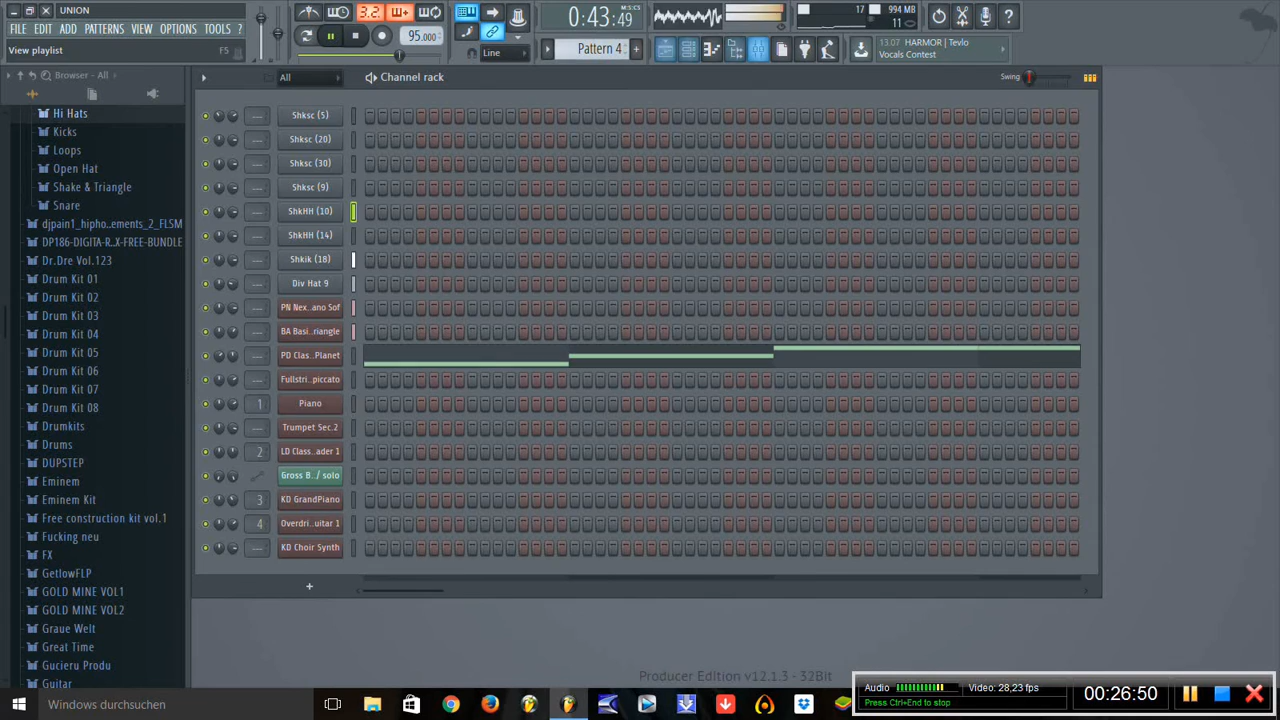 UNION
FILE EDIT ADD PATTERNS VIEW OPTIONS TOOLS
View playlist F5
3.2
95.000
0:43:49
Line
Pattern 4
17
994 MB
11
13.07 HARMOR | Tevlo
Vocals Contest
Browser - All
All
Channel rack
Swing
Hi Hats
Kicks
Loops
Open Hat
Shake & Triangle
Snare
djpain1_hipho..ements_2_FLSM
DP186-DIGITA-R..X-FREE-BUNDLE
Dr.Dre Vol.123
Drum Kit 01
Drum Kit 02
Drum Kit 03
Drum Kit 04
Drum Kit 05
Drum Kit 06
Drum Kit 07
Drum Kit 08
Drumkits
Drums
DUPSTEP
Eminem
Eminem Kit
Free construction kit vol.1
Fucking neu
FX
GetlowFLP
GOLD MINE VOL1
GOLD MINE VOL2
Graue Welt
Great Time
Gucieru Produ
Guitar
Shksc (5)
Shksc (20)
Shksc (30)
Shksc (9)
ShkHH (10)
ShkHH (14)
Shkik (18)
Div Hat 9
PN Nex..ano Sof
BA Basi..riangle
PD Clas..Planet
Fullstri..piccato
1 Piano
Trumpet Sec.2
2 LD Class..ader 1
Gross B../ solo
3 KD GrandPiano
4 Overdri..uitar 1
KD Choir Synth
+
Producer Edition v12.1.3 - 32Bit
Windows durchsuchen
Audio
Video: 28,23 fps
Press Ctrl+End to stop
00:26:50